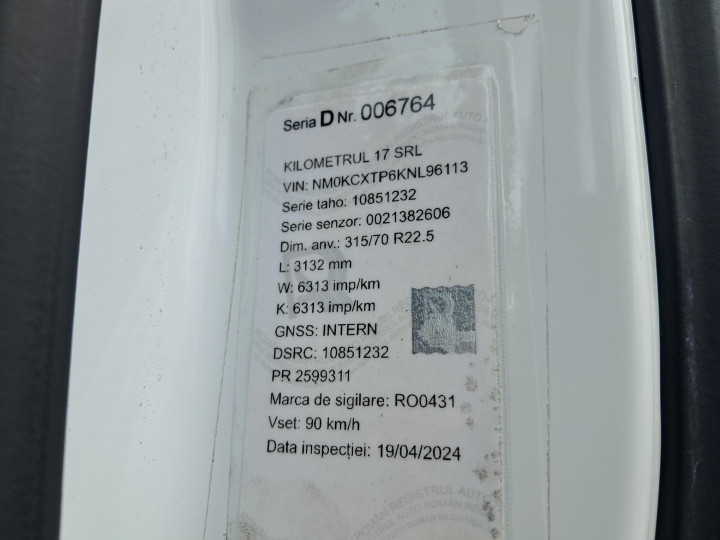 Seria D Nr. 006764
KILOMETRUL 17 SRL
VIN: NM0KCXTP6KNL96113
Serie taho: 10851232
Serie senzor: 0021382606
Dim. anv.: 315/70 R22.5
L: 3132 mm
W: 6313 imp/km
K: 6313 imp/km
GNSS: INTERN
DSRC: 10851232
PR 2599311
Marca de sigilare: RO0431
Vset: 90 km/h
Data inspecției: 19/04/2024